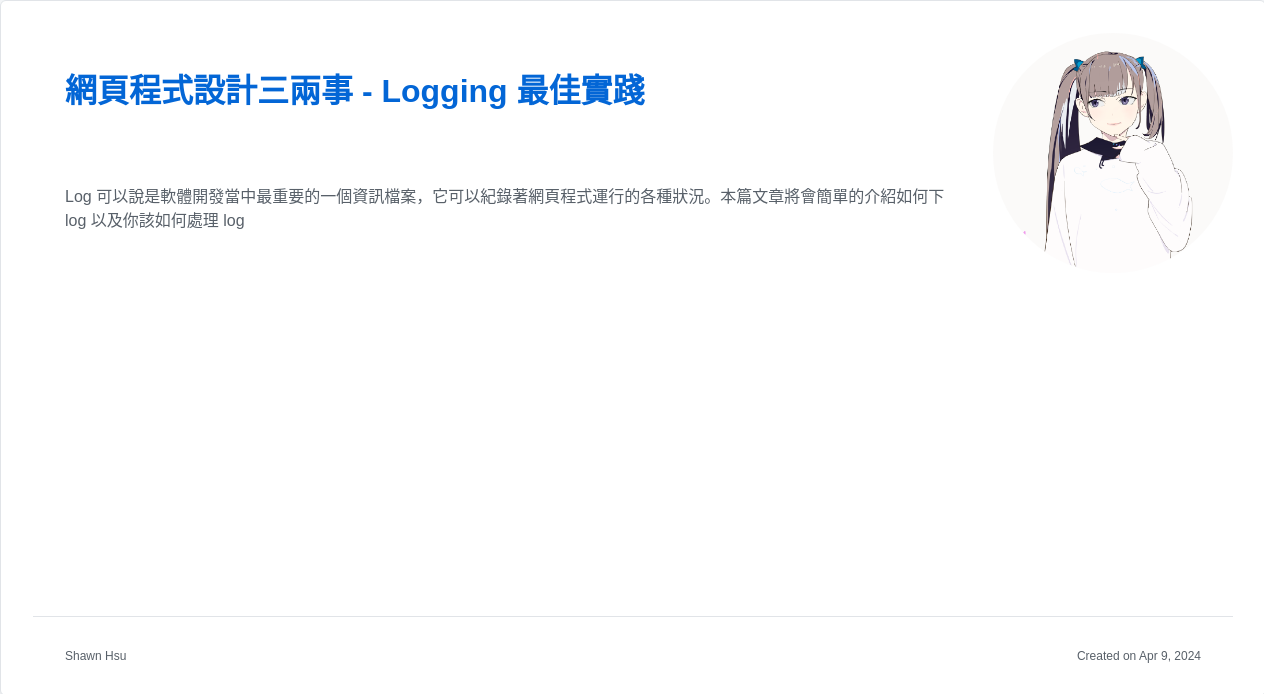 網頁程式設計三兩事 - Logging 最佳實踐
Log 可以說是軟體開發當中最重要的一個資訊檔案，它可以紀錄著網頁程式運行的各種狀況。本篇文章將會簡單的介紹如何下
log 以及你該如何處理 log
Shawn Hsu
Created on Apr 9, 2024